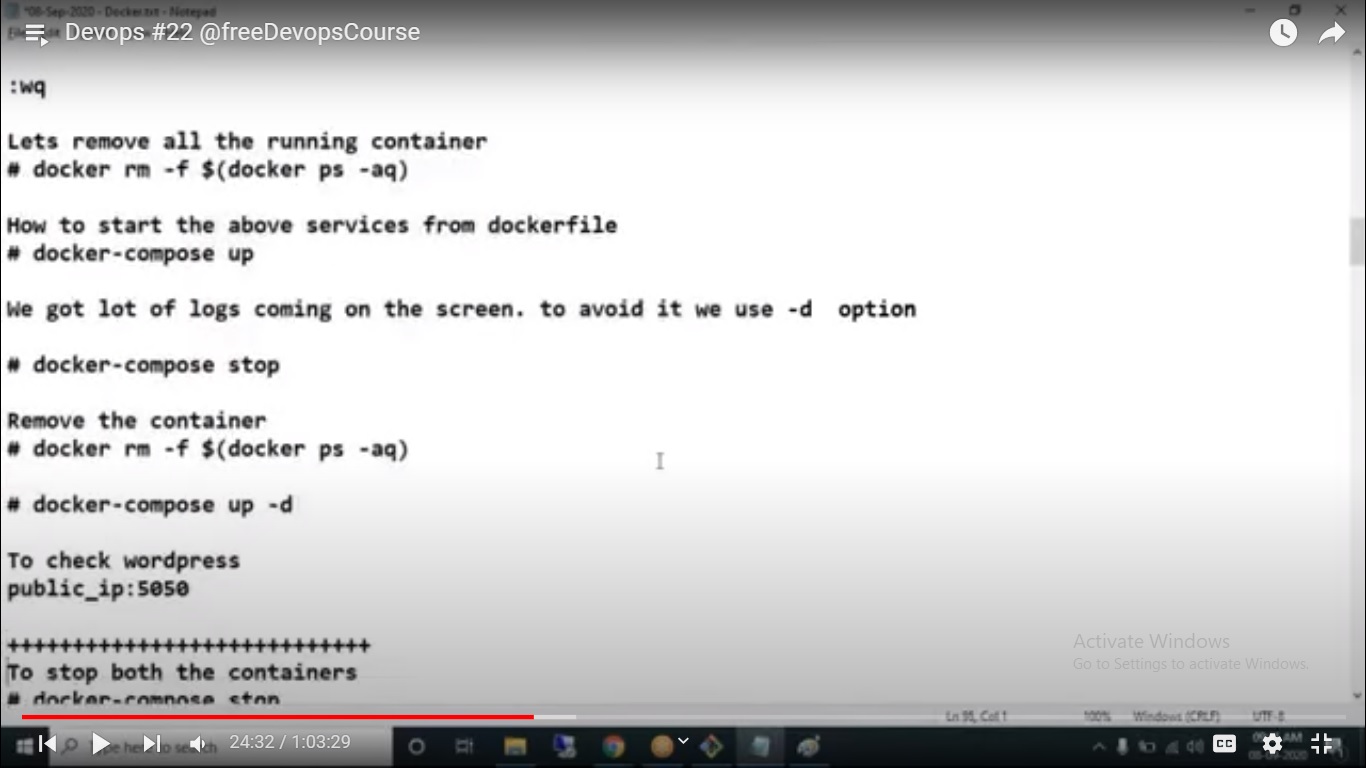 *08-Sep-2020 - Docker.txt - Notepad
Devops #22 @freeDevopsCourse
:wq
Lets remove all the running container
# docker rm -f $(docker ps -aq)
How to start the above services from dockerfile
# docker-compose up
We got lot of logs coming on the screen. to avoid it we use -d  option
# docker-compose stop
Remove the container
# docker rm -f $(docker ps -aq)
# docker-compose up -d
To check wordpress
public_ip:5050
++++++++++++++++++++++++++++
To stop both the containers
# docker-compose stop
Activate Windows
Go to Settings to activate Windows.
Ln 95, Col 1 100% Windows (CRLF) UTF-8
24:32 / 1:03:29
here to search
CC
AM
08-09-2020